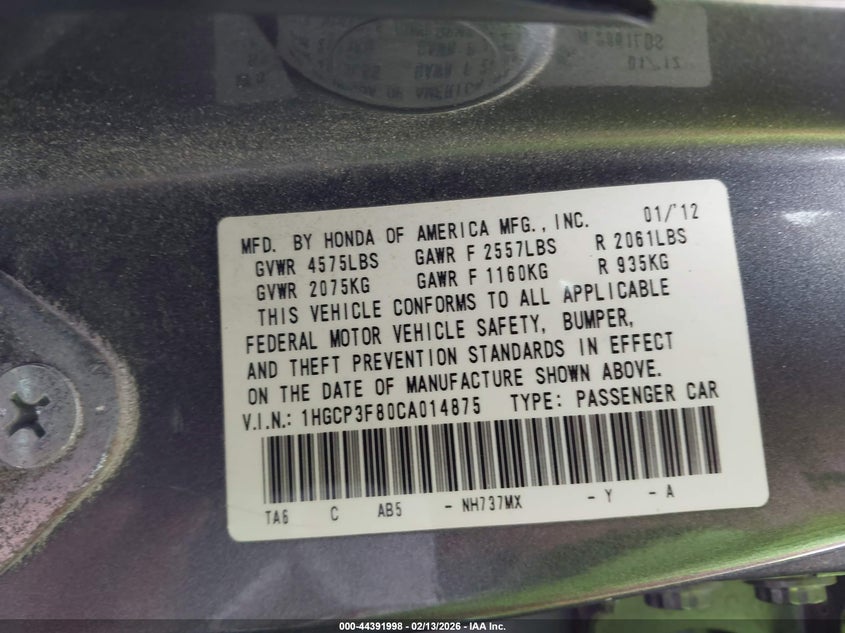 MFD. BY HONDA OF AMERICA MFG., INC. 01/'12
GVWR 4575LBS GAWR F 2557LBS R 2061LBS
GVWR 2075KG GAWR F 1160KG R 935KG
THIS VEHICLE CONFORMS TO ALL APPLICABLE
FEDERAL MOTOR VEHICLE SAFETY, BUMPER,
AND THEFT PREVENTION STANDARDS IN EFFECT
ON THE DATE OF MANUFACTURE SHOWN ABOVE.
V.I.N.: 1HGCP3F80CA014875 TYPE: PASSENGER CAR
TA6 C AB5 - NH737MX - Y - A
000-44391998 - 02/13/2026 - IAA Inc.